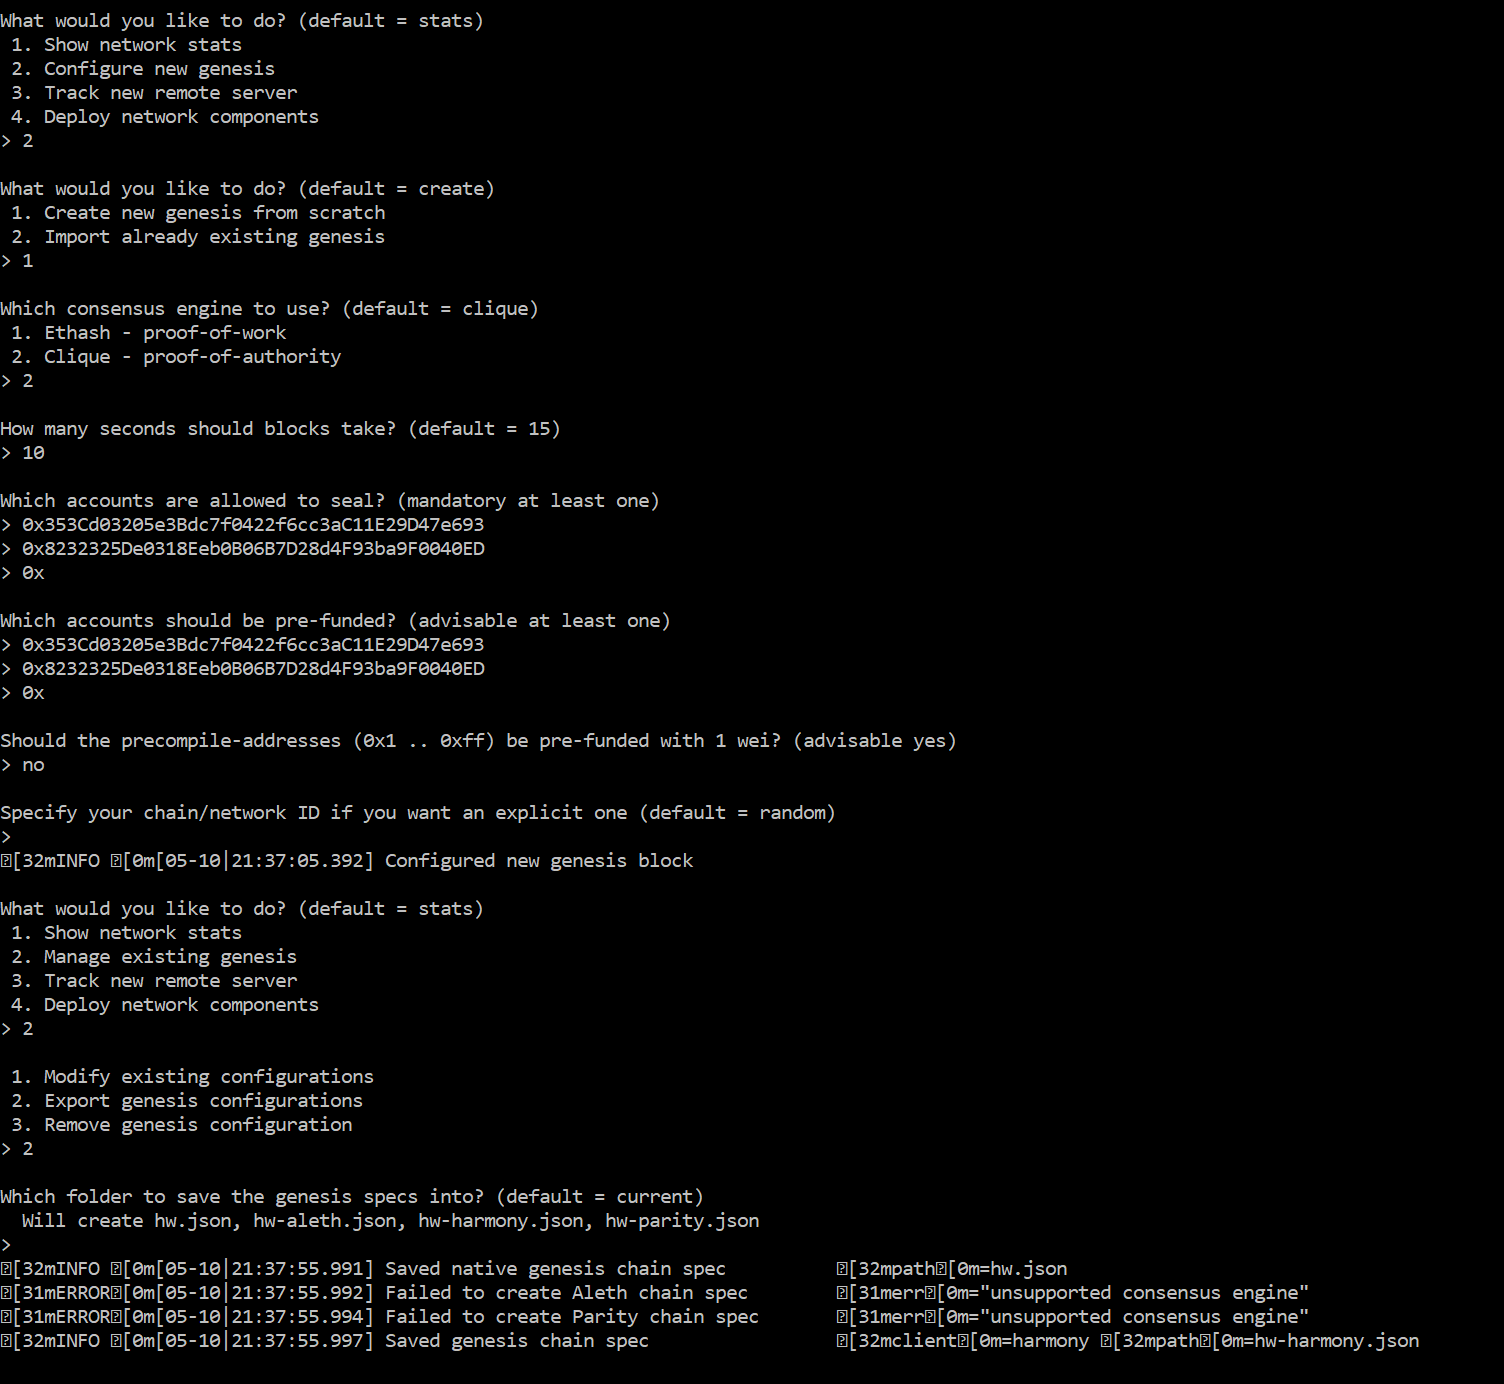 What would you like to do? (default = stats)
 1. Show network stats
 2. Configure new genesis
 3. Track new remote server
 4. Deploy network components
> 2
What would you like to do? (default = create)
 1. Create new genesis from scratch
 2. Import already existing genesis
> 1
Which consensus engine to use? (default = clique)
 1. Ethash - proof-of-work
 2. Clique - proof-of-authority
> 2
How many seconds should blocks take? (default = 15)
> 10
Which accounts are allowed to seal? (mandatory at least one)
> 0x353Cd03205e3Bdc7f0422f6cc3aC11E29D47e693
> 0x8232325De0318Eeb0B06B7D28d4F93ba9F0040ED
> 0x
Which accounts should be pre-funded? (advisable at least one)
> 0x353Cd03205e3Bdc7f0422f6cc3aC11E29D47e693
> 0x8232325De0318Eeb0B06B7D28d4F93ba9F0040ED
> 0x
Should the precompile-addresses (0x1 .. 0xff) be pre-funded with 1 wei? (advisable yes)
> no
Specify your chain/network ID if you want an explicit one (default = random)
>
⍰[32mINFO ⍰[0m[05-10|21:37:05.392] Configured new genesis block
What would you like to do? (default = stats)
 1. Show network stats
 2. Manage existing genesis
 3. Track new remote server
 4. Deploy network components
> 2
 1. Modify existing configurations
 2. Export genesis configurations
 3. Remove genesis configuration
> 2
Which folder to save the genesis specs into? (default = current)
  Will create hw.json, hw-aleth.json, hw-harmony.json, hw-parity.json
>
⍰[32mINFO ⍰[0m[05-10|21:37:55.991] Saved native genesis chain spec          ⍰[32mpath⍰[0m=hw.json
⍰[31mERROR⍰[0m[05-10|21:37:55.992] Failed to create Aleth chain spec        ⍰[31merr⍰[0m="unsupported consensus engine"
⍰[31mERROR⍰[0m[05-10|21:37:55.994] Failed to create Parity chain spec       ⍰[31merr⍰[0m="unsupported consensus engine"
⍰[32mINFO ⍰[0m[05-10|21:37:55.997] Saved genesis chain spec                 ⍰[32mclient⍰[0m=harmony ⍰[32mpath⍰[0m=hw-harmony.json